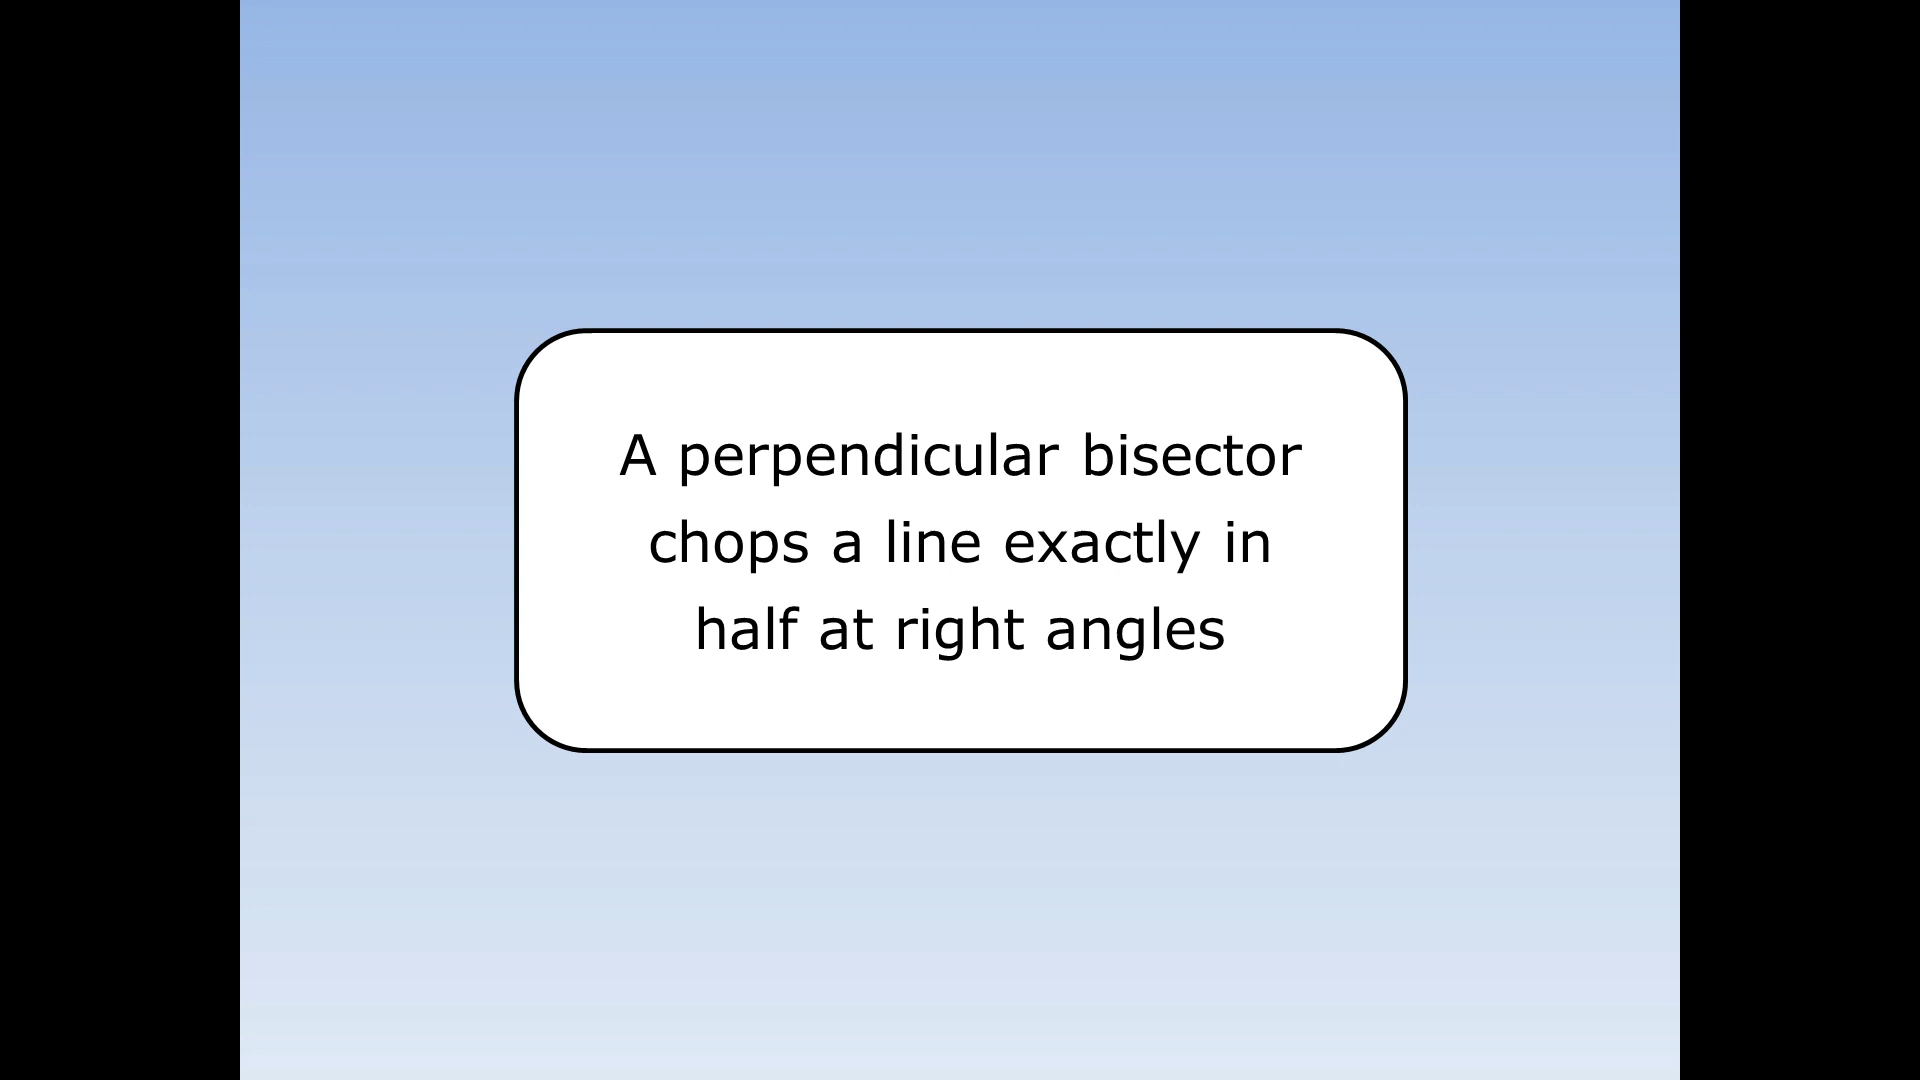 A perpendicular bisector
chops a line exactly in
half at right angles